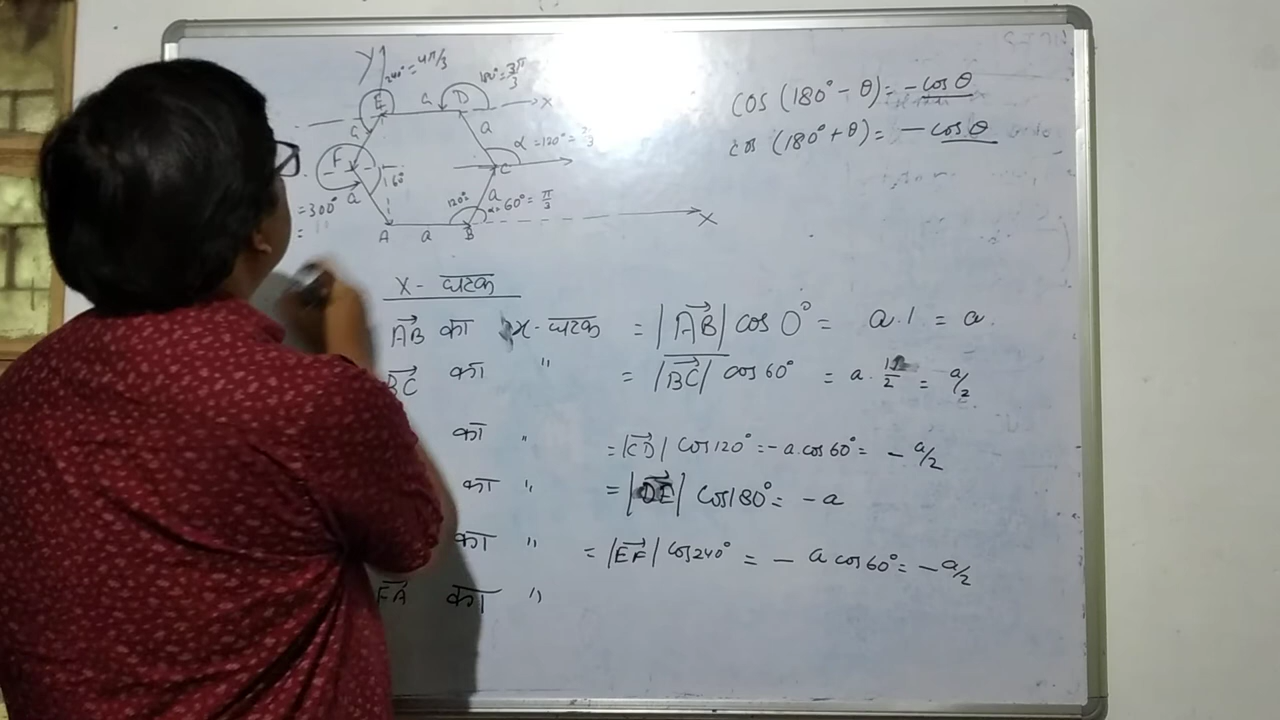 Y
240° = 4π/3
180° = 3π/3
E
a
D
x
a
a
α = 120° =
F
C
60°
a
a
= 300°
120°
α = 60° = π/3
=
A
a
B
X
cos (180° - θ) = - cos θ
cos (180° + θ) = - cos θ
X - घटक
AB का x - घटक = |AB| cos 0° = a . 1 = a .
BC का " = |BC| cos 60° = a . 1/2 = a/2
का " = |CD| cos 120° = - a . cos 60° = - a/2
का " = |DE| cos 180° = - a
का " = |EF| cos 240° = - a cos 60° = - a/2
FA का "